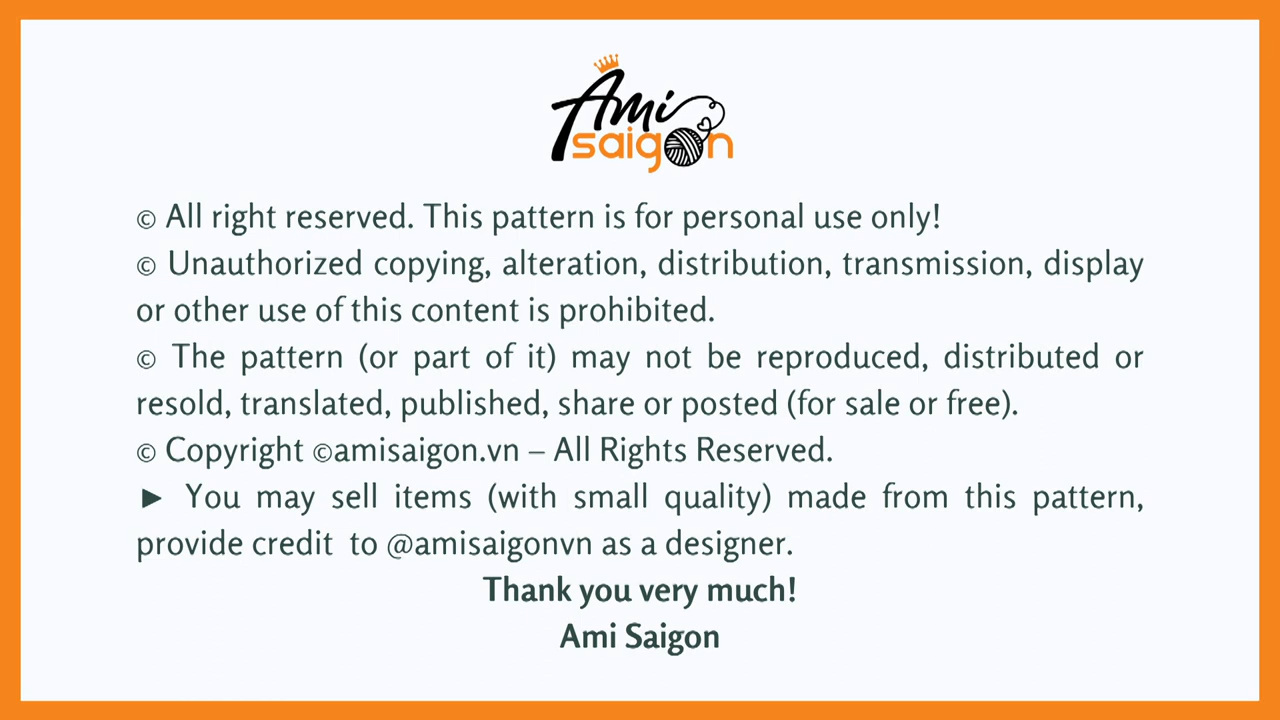 Ami
saigon
© All right reserved. This pattern is for personal use only!
© Unauthorized copying, alteration, distribution, transmission, display
or other use of this content is prohibited.
© The pattern (or part of it) may not be reproduced, distributed or
resold, translated, published, share or posted (for sale or free).
© Copyright ©amisaigon.vn – All Rights Reserved.
► You may sell items (with small quality) made from this pattern,
provide credit to @amisaigonvn as a designer.
Thank you very much!
Ami Saigon